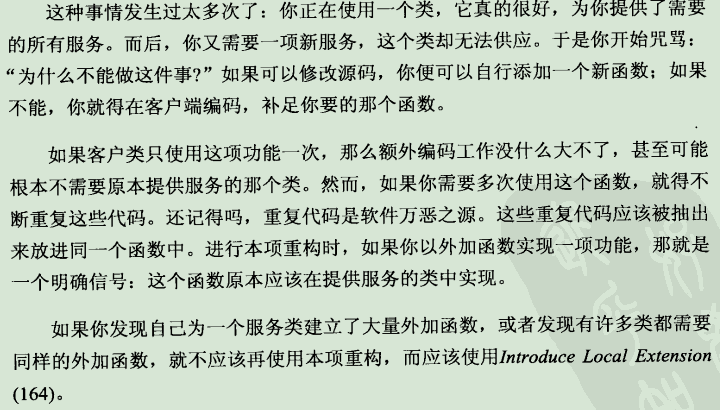 这种事情发生过太多次了：你正在使用一个类，它真的很好，为你提供了需要
的所有服务。而后，你又需要一项新服务，这个类却无法供应。于是你开始咒骂：
“为什么不能做这件事?”如果可以修改源码，你便可以自行添加一个新函数；如果
不能，你就得在客户端编码，补足你要的那个函数。
如果客户类只使用这项功能一次，那么额外编码工作没什么大不了，甚至可能
根本不需要原本提供服务的那个类。然而，如果你需要多次使用这个函数，就得不
断重复这些代码。还记得吗，重复代码是软件万恶之源。这些重复代码应该被抽出
来放进同一个函数中。进行本项重构时，如果你以外加函数实现一项功能，那就是
一个明确信号：这个函数原本应该在提供服务的类中实现。
如果你发现自己为一个服务类建立了大量外加函数，或者发现有许多类都需要
同样的外加函数，就不应该再使用本项重构，而应该使用Introduce Local Extension
(164)。